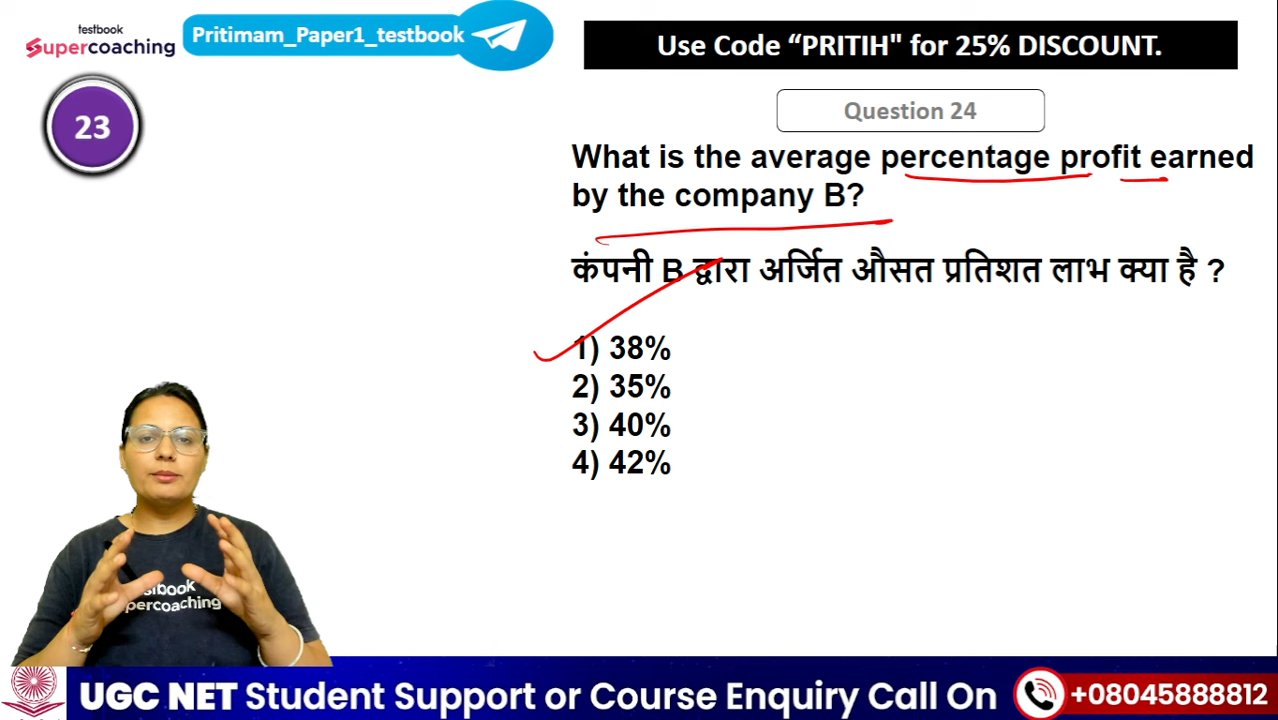 testbook
Supercoaching
Pritimam_Paper1_testbook
Use Code “PRITIH" for 25% DISCOUNT.
23
Question 24
What is the average percentage profit earned
by the company B?
कंपनी B द्वारा अर्जित औसत प्रतिशत लाभ क्या है ?
1) 38%
2) 35%
3) 40%
4) 42%
testbook
Supercoaching
UGC NET Student Support or Course Enquiry Call On
+08045888812